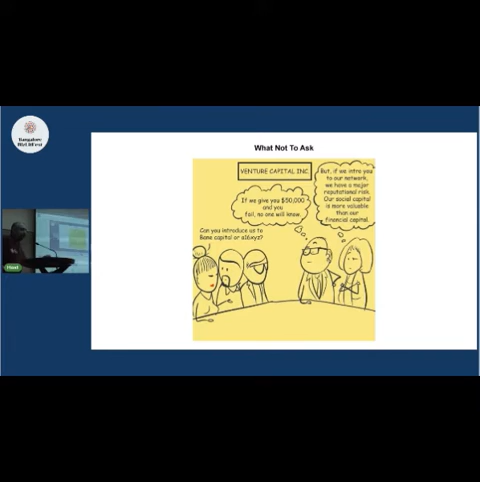 What Not To Ask
VENTURE CAPITAL INC.
If we give you $50,000
and you
fail, no one will know.
But, if we intro you
to our network,
we have a major
reputational risk.
Our social capital
is more valuable
than our
financial capital.
Can you introduce us to
Bane capital or a16xyz?